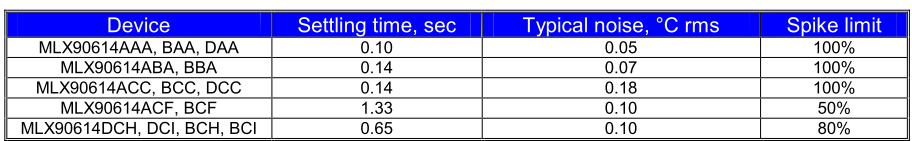 Device Settling time, sec Typical noise, °C rms Spike limit
MLX90614AAA, BAA, DAA 0.10 0.05 100%
MLX90614ABA, BBA 0.14 0.07 100%
MLX90614ACC, BCC, DCC 0.14 0.18 100%
MLX90614ACF, BCF 1.33 0.10 50%
MLX90614DCH, DCI, BCH, BCI 0.65 0.10 80%